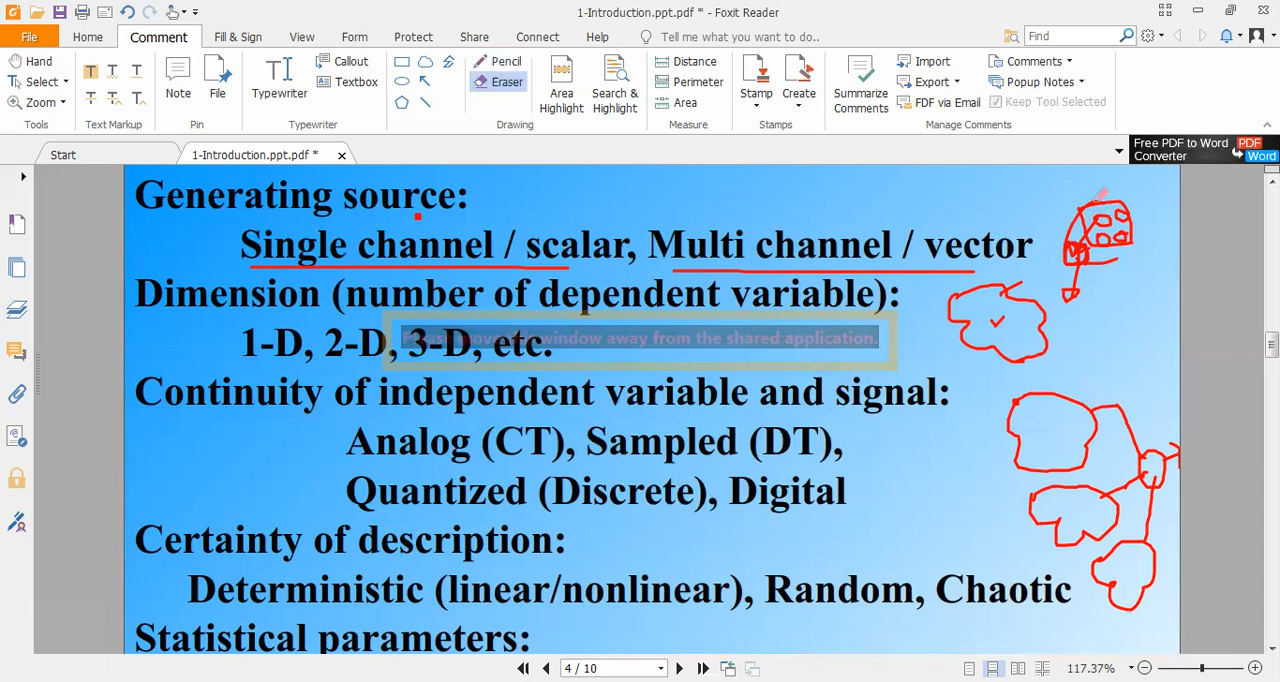 1-Introduction.ppt.pdf * - Foxit Reader
File Home Comment Fill & Sign View Form Protect Share Connect Help Tell me what you want to do.. Find
Hand
Select
Zoom
Tools
Text Markup
Note
File
Pin
Typewriter
Callout
Textbox
Typewriter
Pencil
Eraser
Area Highlight
Search & Highlight
Drawing
Distance
Perimeter
Area
Measure
Stamp
Create
Stamps
Summarize Comments
Import
Export
FDF via Email
Comments
Popup Notes
Keep Tool Selected
Manage Comments
Start
1-Introduction.ppt.pdf *
Free PDF to Word Converter
PDF
Word
Generating source:
Single channel / scalar, Multi channel / vector
Dimension (number of dependent variable):
1-D, 2-D, 3-D, etc.
Continuity of independent variable and signal:
Analog (CT), Sampled (DT),
Quantized (Discrete), Digital
Certainty of description:
Deterministic (linear/nonlinear), Random, Chaotic
Statistical parameters:
4 / 10
117.37%